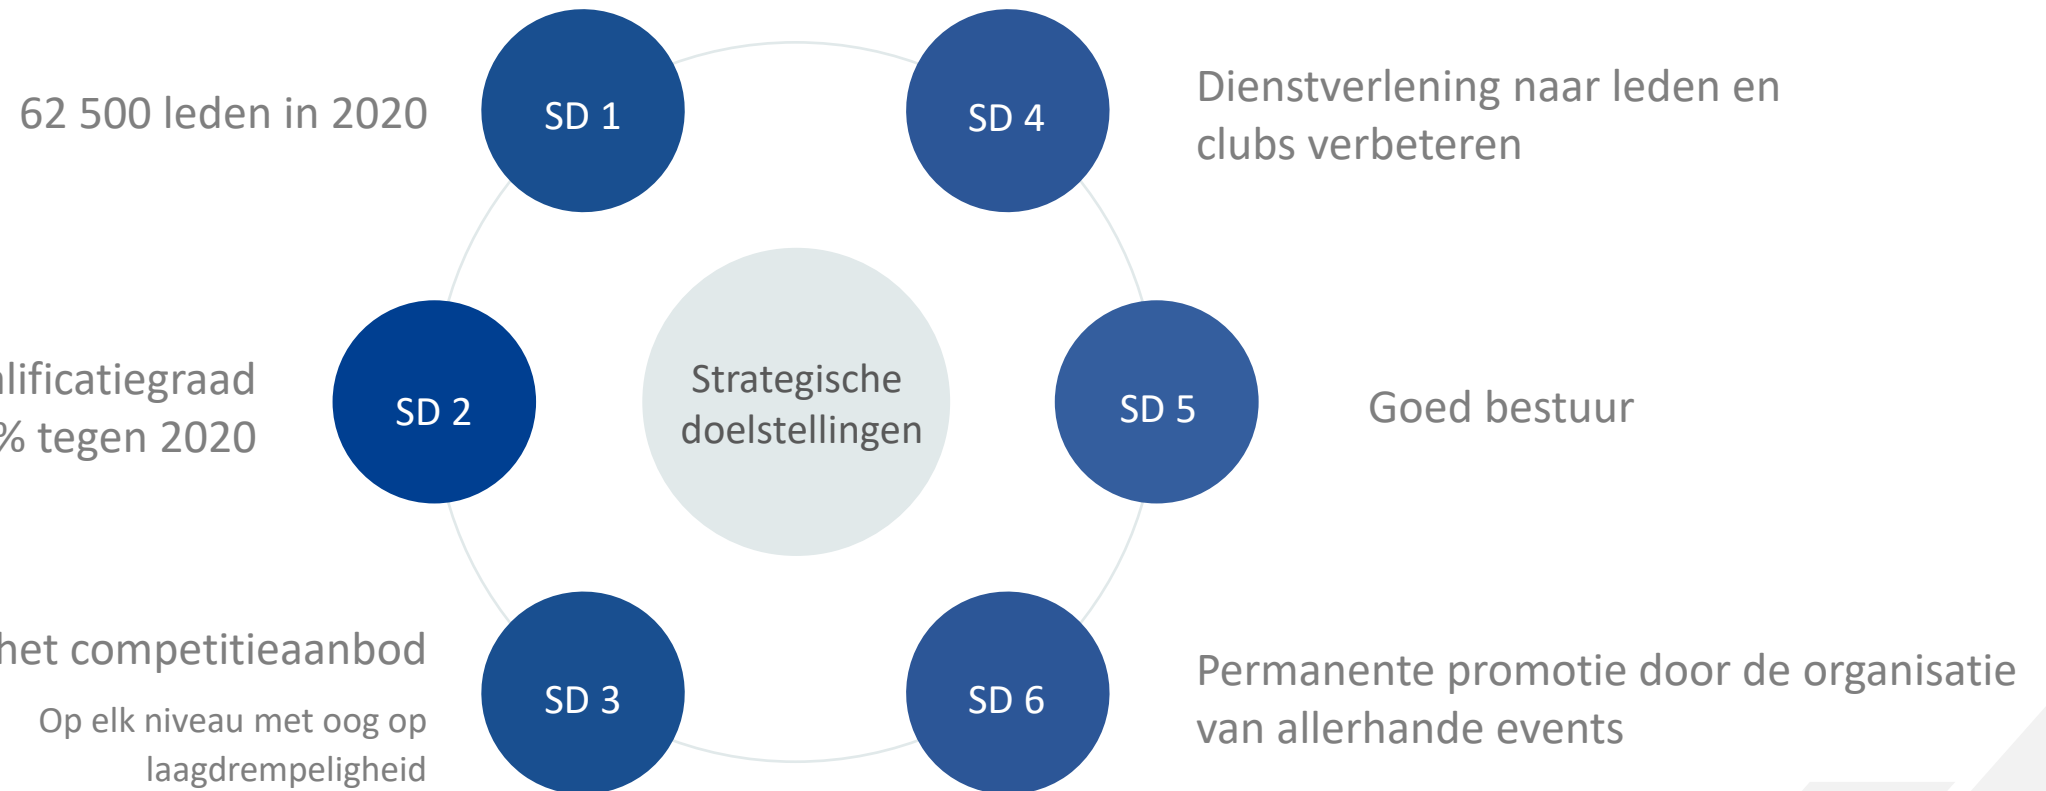 62 500 leden in 2020
SD 1
SD 4
Dienstverlening naar leden en
clubs verbeteren
% tegen 2020
SD 2
Strategische
doelstellingen
SD 5
Goed bestuur
het competitieaanbod
Op elk niveau met oog op
laagdrempeligheid
SD 3
SD 6
Permanente promotie door de organisatie
van allerhande events